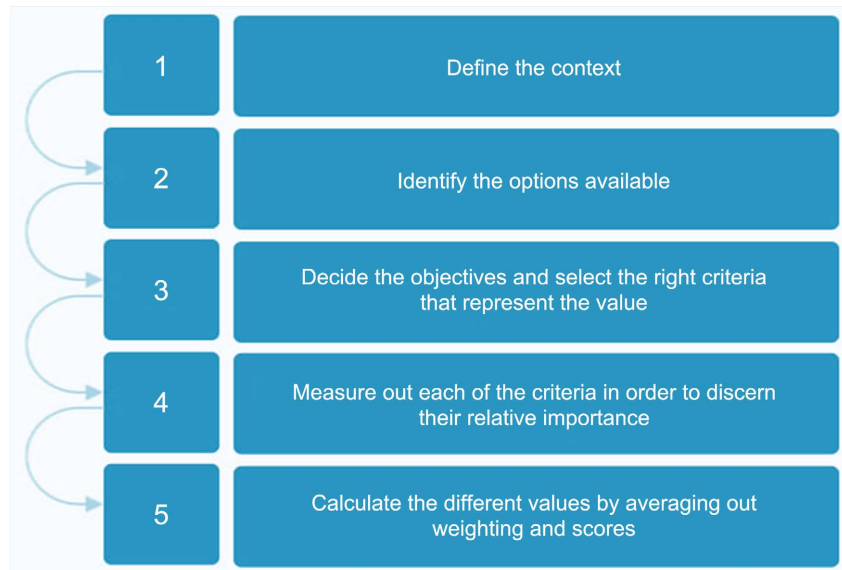 1
Define the context
2
Identify the options available
3
Decide the objectives and select the right criteria
that represent the value
4
Measure out each of the criteria in order to discern
their relative importance
5
Calculate the different values by averaging out
weighting and scores